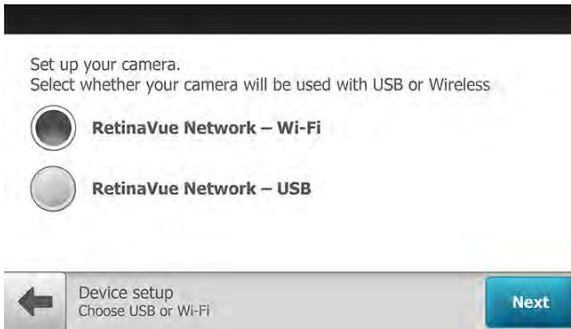 Set up your camera.
Select whether your camera will be used with USB or Wireless
RetinaVue Network – Wi-Fi
RetinaVue Network – USB
Device setup
Choose USB or Wi-Fi
Next